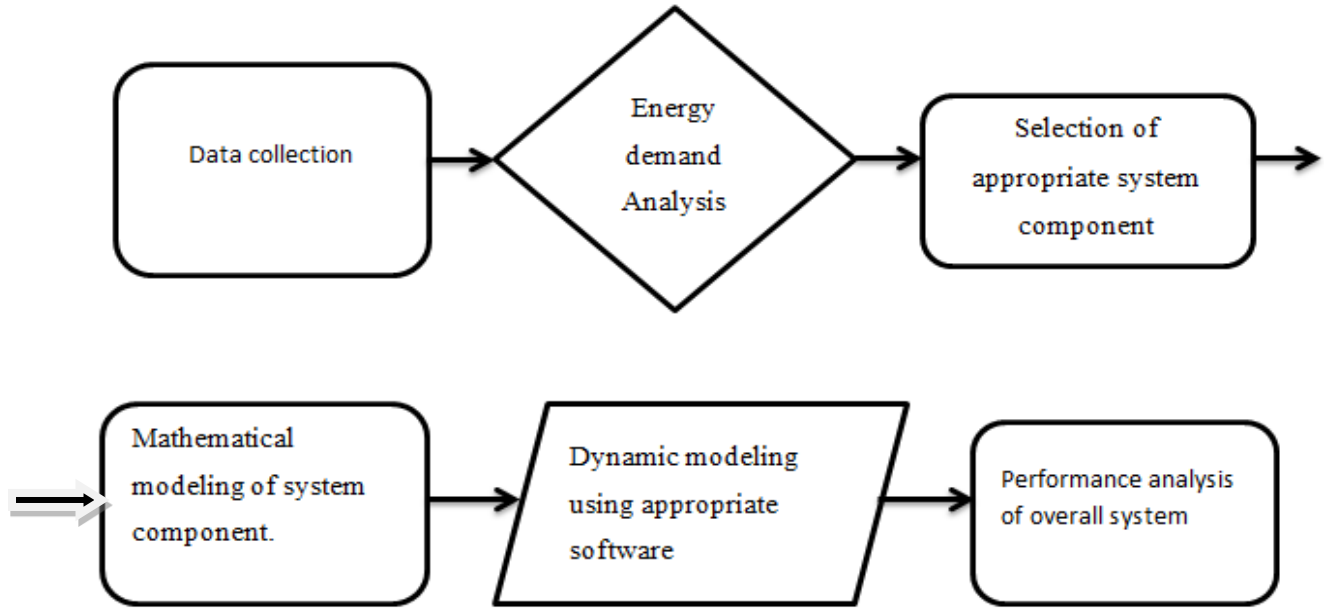 Data collection
Energy
demand
Analysis
Selection of
appropriate system
component
Mathematical
modeling of system
component.
Dynamic modeling
using appropriate
software
Performance analysis
of overall system